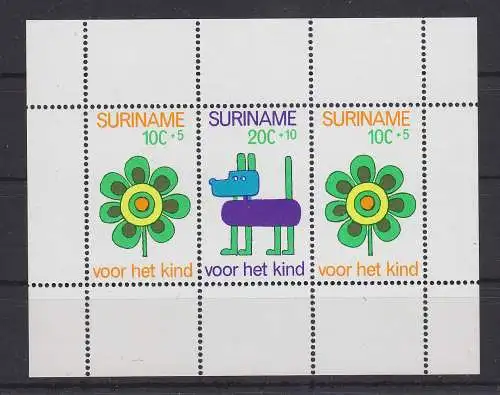 SURINAME
10C +5
voor het kind
SURINAME
20C +10
voor het kind
SURINAME
10C +5
voor het kind